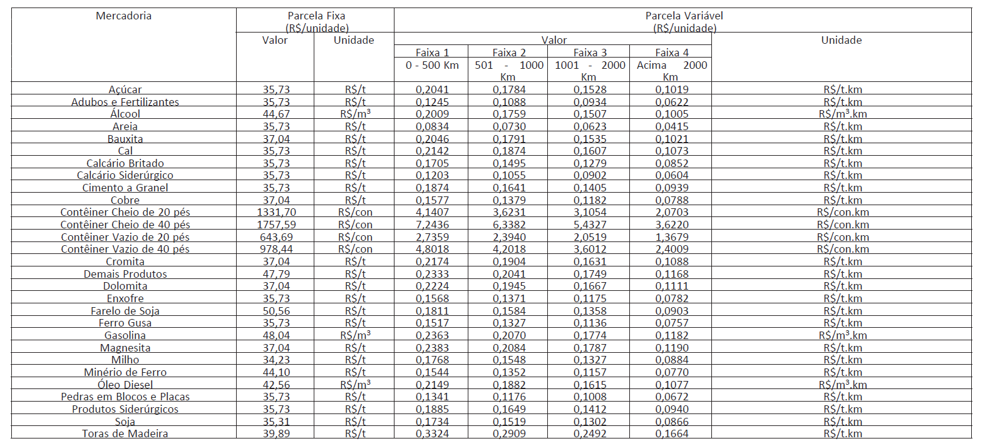 Mercadoria Parcela Fixa Parcela Variável
(R$/unidade) (R$/unidade)
Valor Unidade Valor Unidade
Faixa 1 Faixa 2 Faixa 3 Faixa 4
0 - 500 Km 501 - 1000 1001 - 2000 Acima 2000
Km Km Km
Açúcar 35,73 R$/t 0,2041 0,1784 0,1528 0,1019 R$/t.km
Adubos e Fertilizantes 35,73 R$/t 0,1245 0,1088 0,0934 0,0622 R$/t.km
Álcool 44,67 R$/m³ 0,2009 0,1759 0,1507 0,1005 R$/m³.km
Areia 35,73 R$/t 0,0834 0,0730 0,0623 0,0415 R$/t.km
Bauxita 37,04 R$/t 0,2046 0,1791 0,1535 0,1021 R$/t.km
Cal 35,73 R$/t 0,2142 0,1874 0,1607 0,1073 R$/t.km
Calcário Britado 35,73 R$/t 0,1705 0,1495 0,1279 0,0852 R$/t.km
Calcário Siderúrgico 35,73 R$/t 0,1203 0,1055 0,0902 0,0604 R$/t.km
Cimento a Granel 35,73 R$/t 0,1874 0,1641 0,1405 0,0939 R$/t.km
Cobre 37,04 R$/t 0,1577 0,1379 0,1182 0,0788 R$/t.km
Contêiner Cheio de 20 pés 1331,70 R$/con 4,1407 3,6231 3,1054 2,0703 R$/con.km
Contêiner Cheio de 40 pés 1757,59 R$/con 7,2436 6,3382 5,4327 3,6220 R$/con.km
Contêiner Vazio de 20 pés 643,69 R$/con 2,7359 2,3940 2,0519 1,3679 R$/con.km
Contêiner Vazio de 40 pés 978,44 R$/con 4,8018 4,2018 3,6012 2,4009 R$/con.km
Cromita 37,04 R$/t 0,2174 0,1904 0,1631 0,1088 R$/t.km
Demais Produtos 47,79 R$/t 0,2333 0,2041 0,1749 0,1168 R$/t.km
Dolomita 37,04 R$/t 0,2224 0,1945 0,1667 0,1111 R$/t.km
Enxofre 35,73 R$/t 0,1568 0,1371 0,1175 0,0782 R$/t.km
Farelo de Soja 50,56 R$/t 0,1811 0,1584 0,1358 0,0903 R$/t.km
Ferro Gusa 35,73 R$/t 0,1517 0,1327 0,1136 0,0757 R$/t.km
Gasolina 48,04 R$/m³ 0,2363 0,2070 0,1774 0,1182 R$/m³.km
Magnesita 37,04 R$/t 0,2383 0,2084 0,1787 0,1190 R$/t.km
Milho 34,23 R$/t 0,1768 0,1548 0,1327 0,0884 R$/t.km
Minério de Ferro 44,10 R$/t 0,1544 0,1352 0,1157 0,0770 R$/t.km
Óleo Diesel 42,56 R$/m³ 0,2149 0,1882 0,1615 0,1077 R$/m³.km
Pedras em Blocos e Placas 35,73 R$/t 0,1341 0,1176 0,1008 0,0672 R$/t.km
Produtos Siderúrgicos 35,73 R$/t 0,1885 0,1649 0,1412 0,0940 R$/t.km
Soja 35,31 R$/t 0,1734 0,1519 0,1302 0,0866 R$/t.km
Toras de Madeira 39,89 R$/t 0,3324 0,2909 0,2492 0,1664 R$/t.km